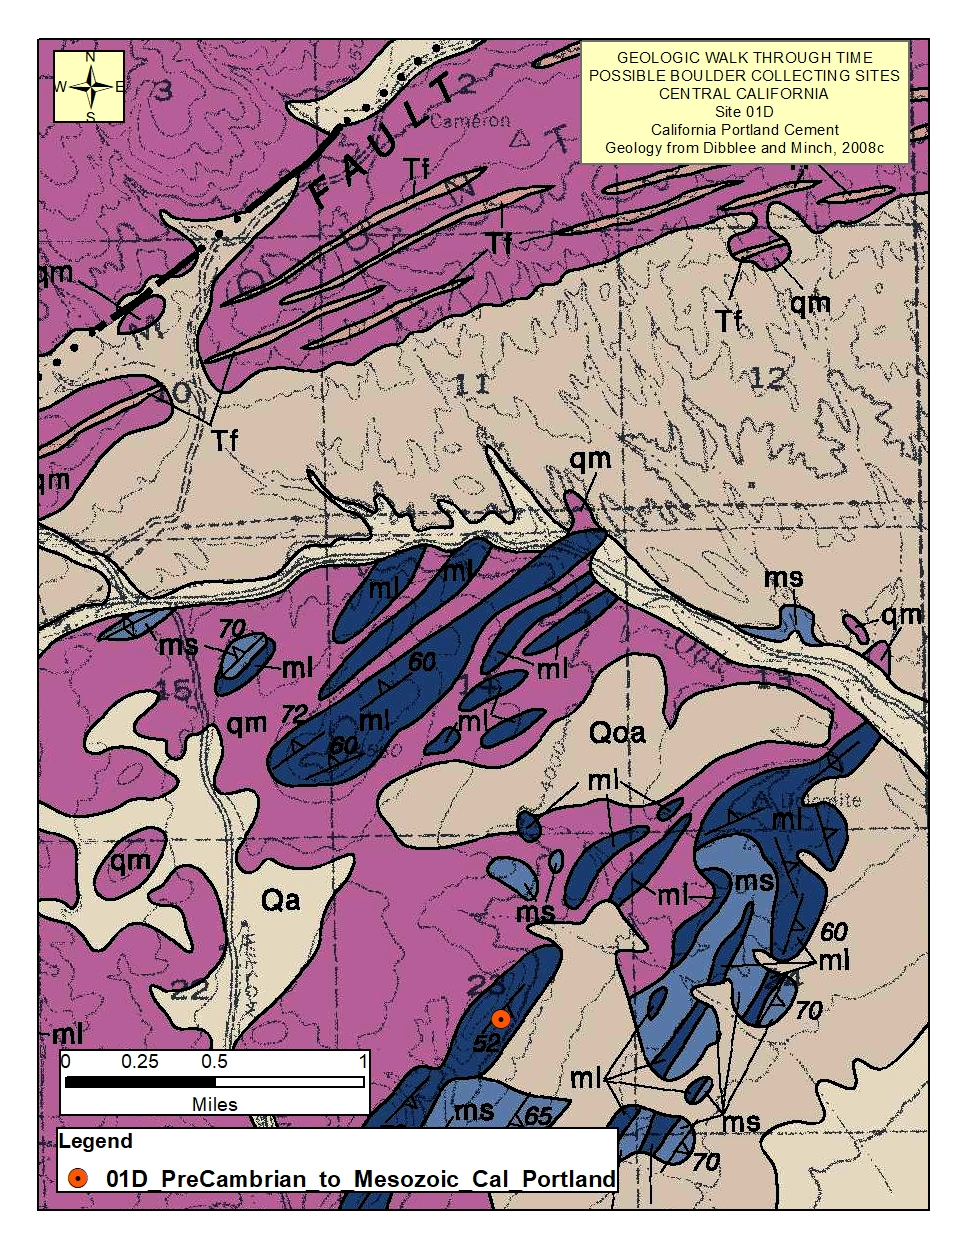 N
W E
S
GEOLOGIC WALK THROUGH TIME
POSSIBLE BOULDER COLLECTING SITES
CENTRAL CALIFORNIA
Site 01D
California Portland Cement
Geology from Dibblee and Minch, 2008c
3
2
Cameron
FAULT
Tf
Tf
qm
Tf
qm
10
11
12
Tf
qm
qm
ml
ml
ms
qm
ms
70
ml
60
ml
15
14
13
qm
72
ml
ml
60
Qoa
ml
ml
qm
ms
Qa
ms
ml
60
ml
22
23
24
70
ml
52
0 0.25 0.5 1
Miles
ml
ms
65
ms
70
Legend
01D_PreCambrian_to_Mesozoic_Cal_Portland